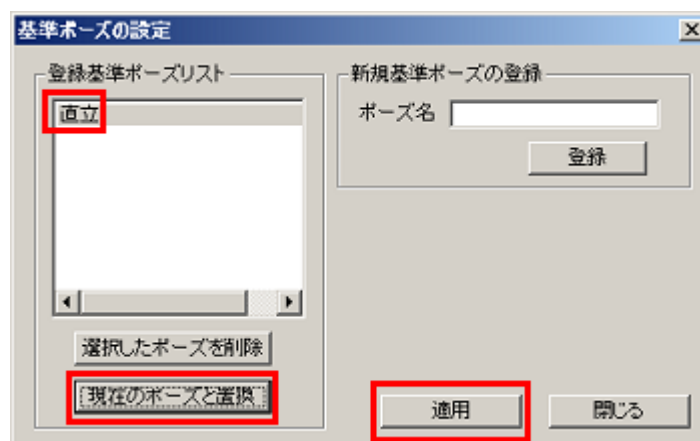 基準ポーズの設定
登録基準ポーズリスト
直立
選択したポーズを削除
現在のポーズと置換
新規基準ポーズの登録
ポーズ名
登録
適用
閉じる